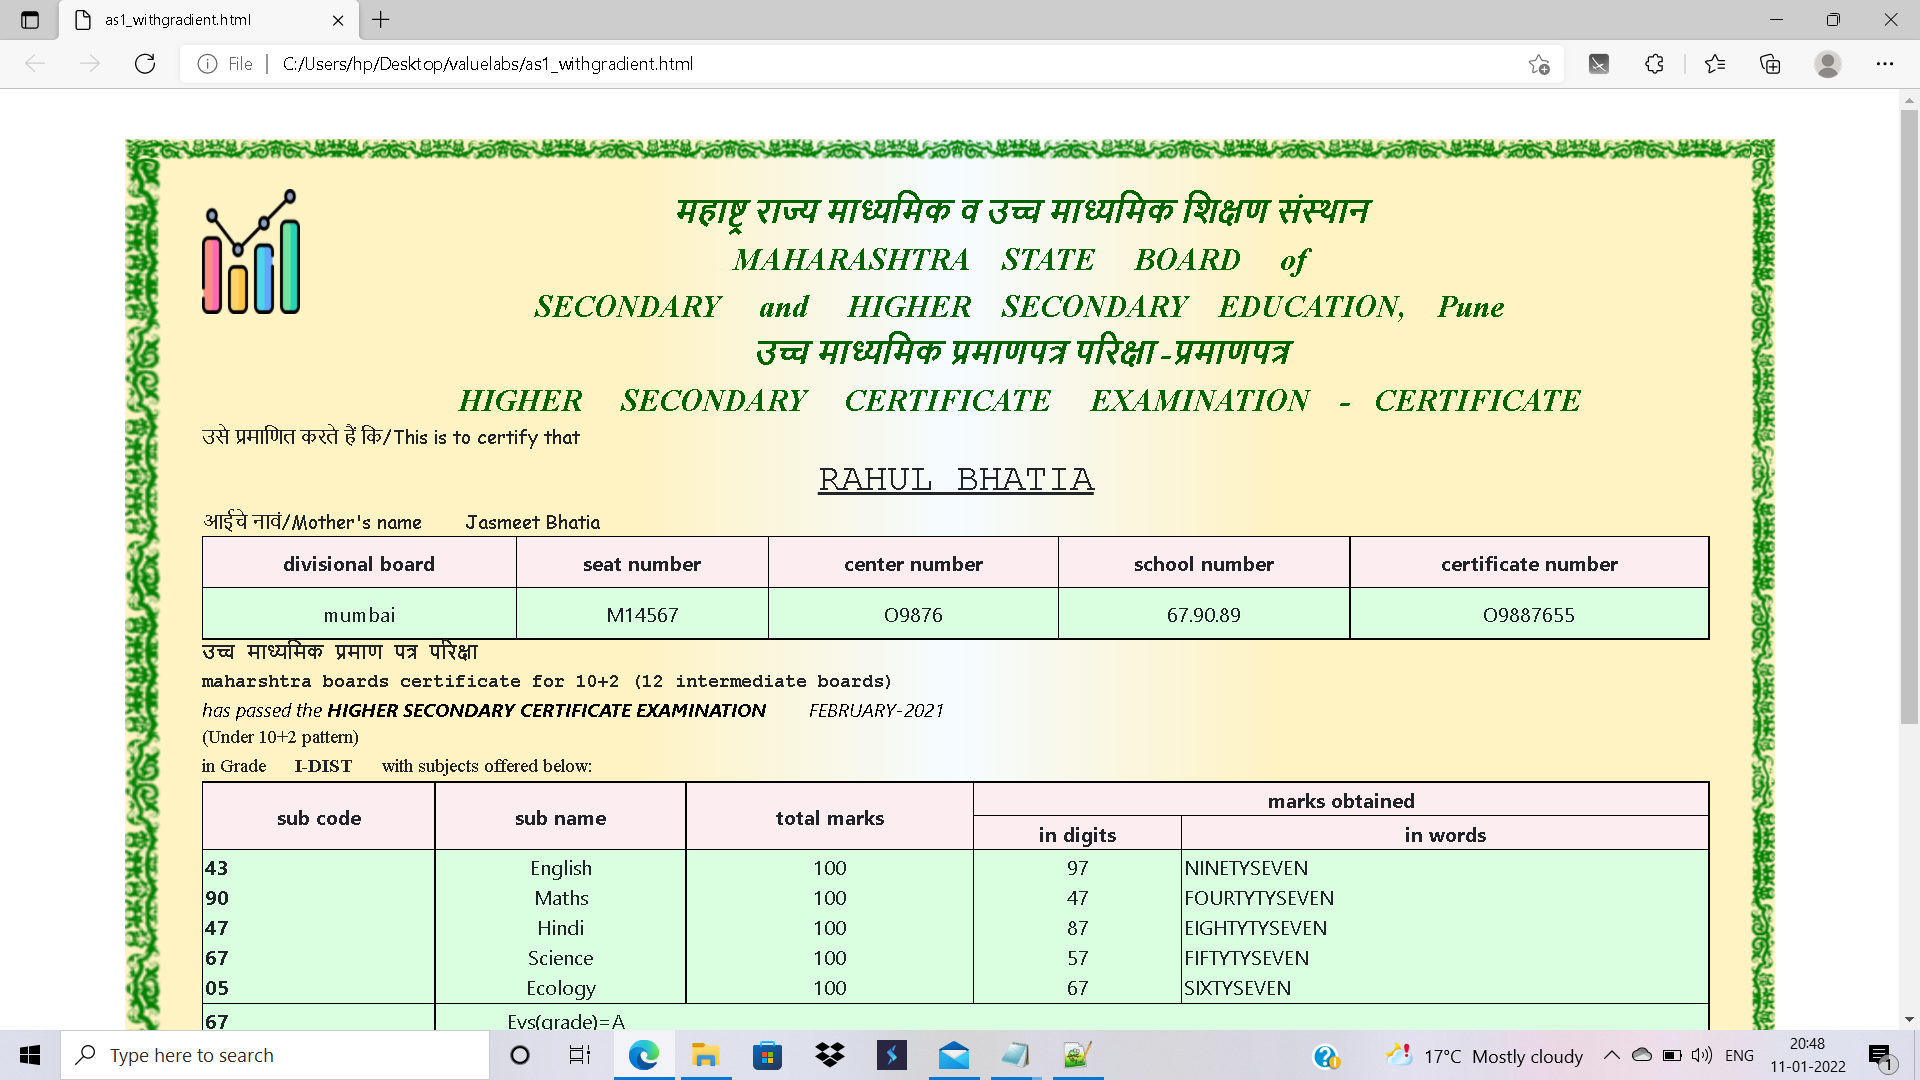 as1_withgradient.html
File | C:/Users/hp/Desktop/valuelabs/as1_withgradient.html
महाष्ट्र राज्य माध्यमिक व उच्च माध्यमिक शिक्षण संस्थान
MAHARASHTRA STATE BOARD of
SECONDARY and HIGHER SECONDARY EDUCATION, Pune
उच्च माध्यमिक प्रमाणपत्र परिक्षा -प्रमाणपत्र
HIGHER SECONDARY CERTIFICATE EXAMINATION - CERTIFICATE
उसे प्रमाणित करते हैं कि/This is to certify that
RAHUL BHATIA
आईचे नावं/Mother's name Jasmeet Bhatia
divisional board seat number center number school number certificate number
mumbai M14567 O9876 67.90.89 O9887655
उच्च माध्यमिक प्रमाण पत्र परिक्षा
maharshtra boards certificate for 10+2 (12 intermediate boards)
has passed the HIGHER SECONDARY CERTIFICATE EXAMINATION FEBRUARY-2021
(Under 10+2 pattern)
in Grade I-DIST with subjects offered below:
sub code sub name total marks marks obtained
in digits in words
43 English 100 97 NINETYSEVEN
90 Maths 100 47 FOURTYTYSEVEN
47 Hindi 100 87 EIGHTYTYSEVEN
67 Science 100 57 FIFTYTYSEVEN
05 Ecology 100 67 SIXTYSEVEN
67 Evs(grade)=A
Type here to search
17°C Mostly cloudy
ENG
20:48
11-01-2022
1